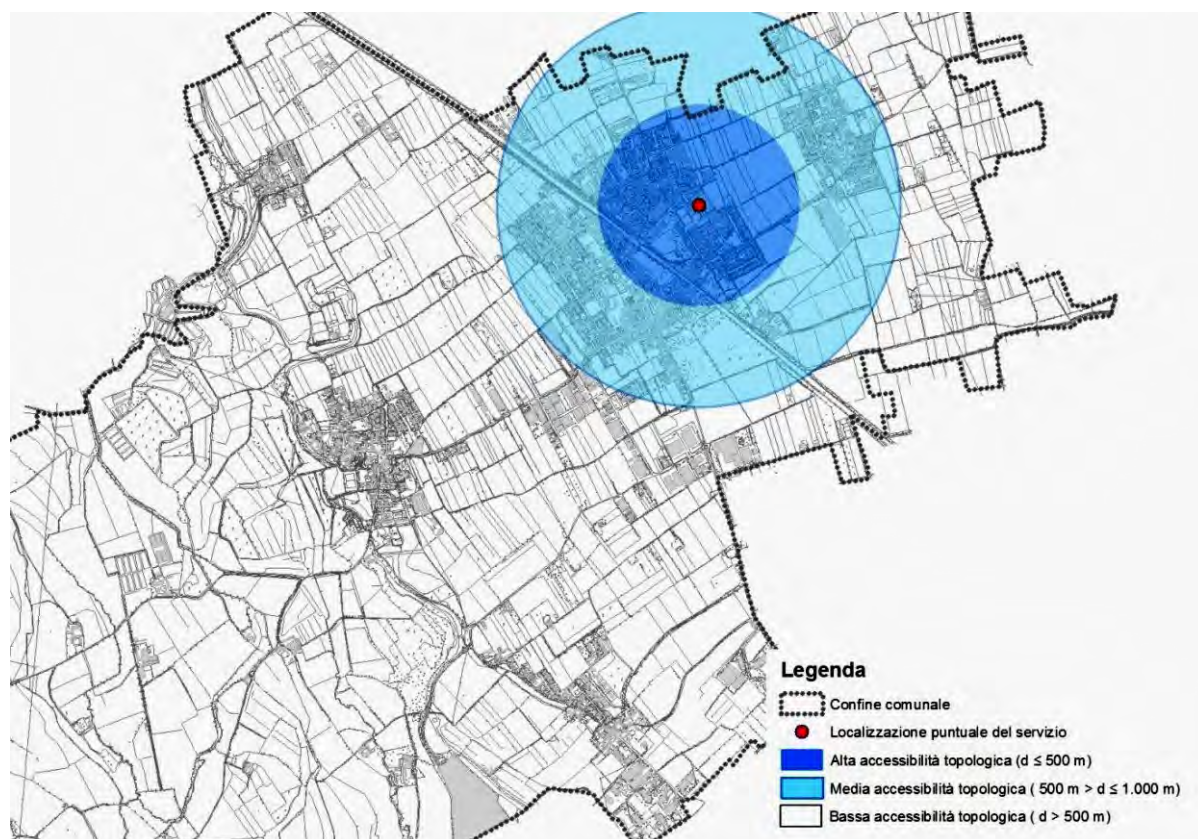 Legenda
Confine comunale
Localizzazione puntuale del servizio
Alta accessibilità topologica (d ≤ 500 m)
Media accessibilità topologica ( 500 m > d ≤ 1.000 m)
Bassa accessibilità topologica ( d > 500 m)